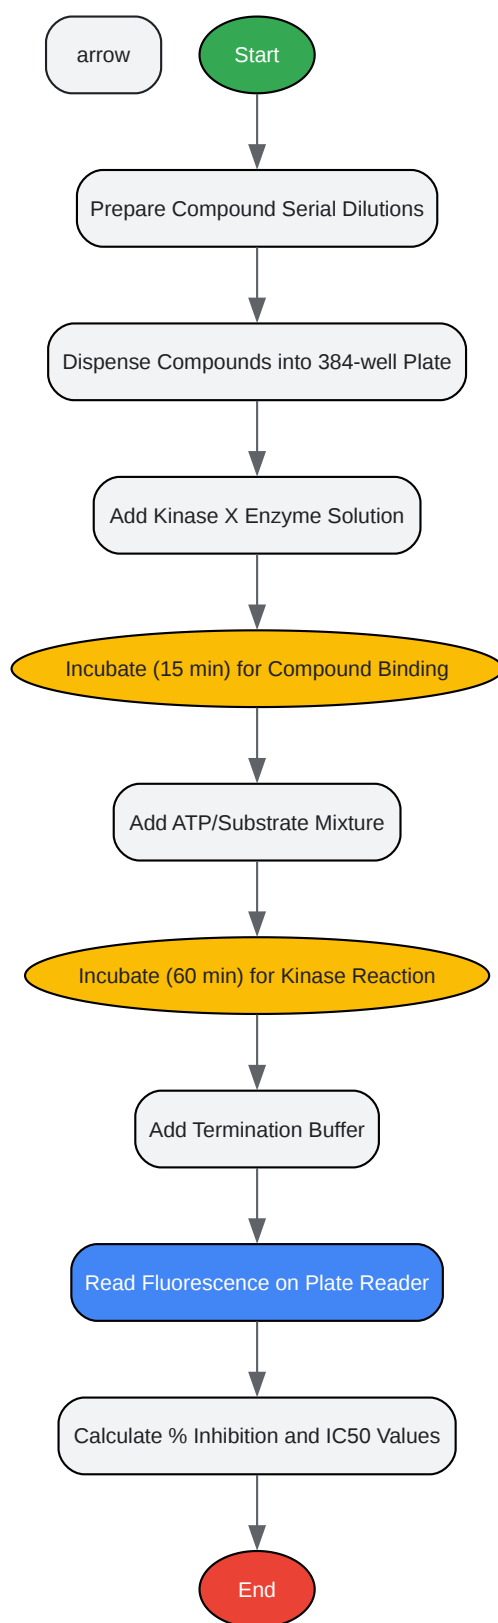 arrow
Start
Prepare Compound Serial Dilutions
Dispense Compounds into 384-well Plate
Add Kinase X Enzyme Solution
Incubate (15 min) for Compound Binding
Add ATP/Substrate Mixture
Incubate (60 min) for Kinase Reaction
Add Termination Buffer
Read Fluorescence on Plate Reader
Calculate % Inhibition and IC50 Values
End